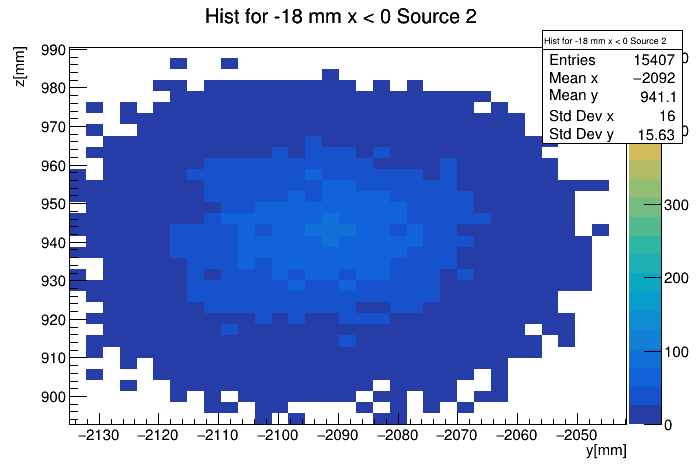 Hist for -18 mm x < 0 Source 2
z[mm]
990
980
970
960
950
940
930
920
910
900
Hist for -18 mm x < 0 Source 2
Entries 15407
Mean x −2092
Mean y 941.1
Std Dev x 16
Std Dev y 15.63
300
200
100
0
−2130 −2120 −2110 −2100 −2090 −2080 −2070 −2060 −2050
y[mm]